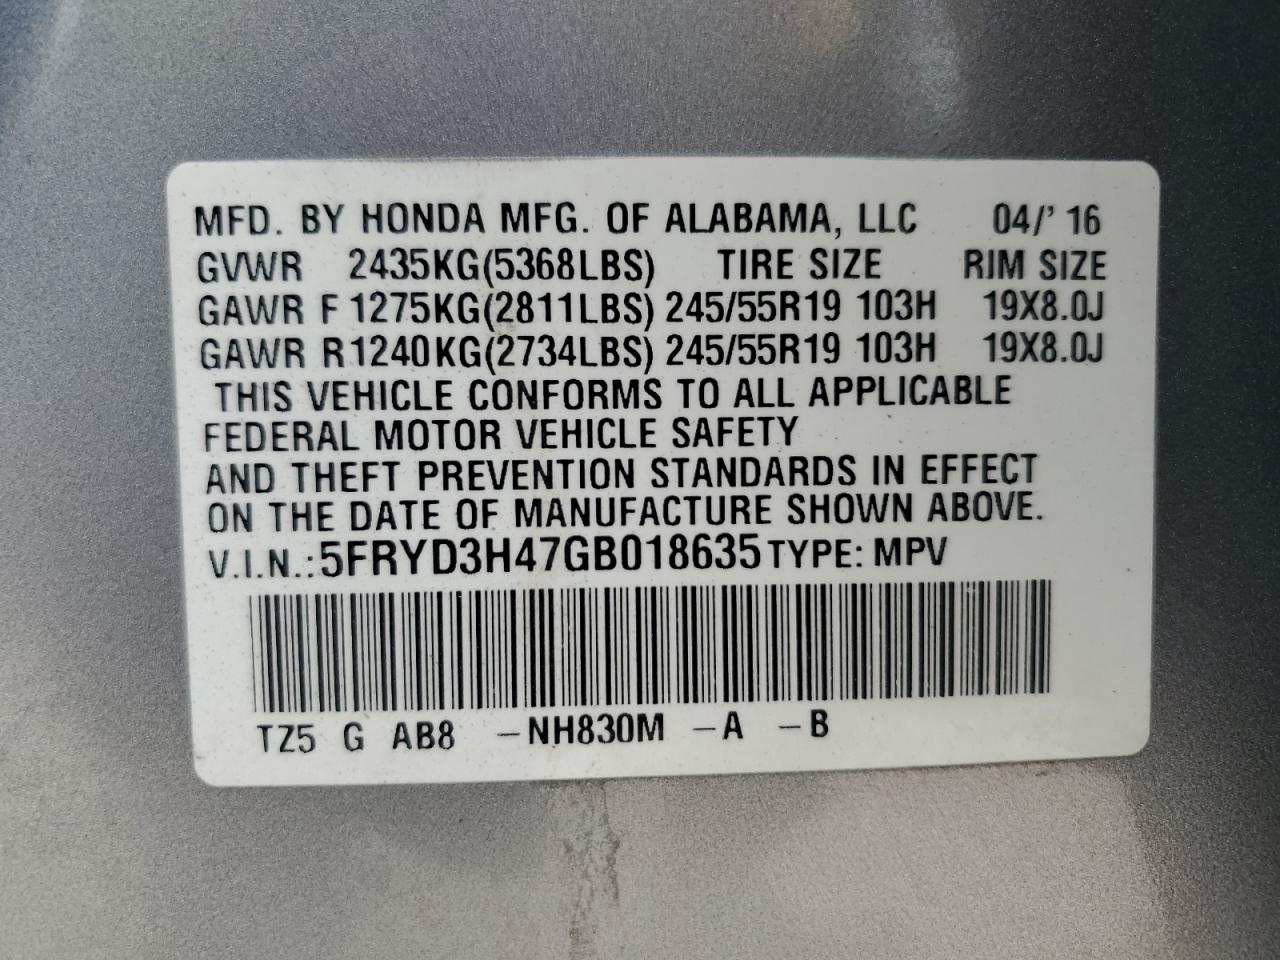 MFD. BY HONDA MFG. OF ALABAMA, LLC 04/' 16
GVWR 2435KG(5368LBS) TIRE SIZE RIM SIZE
GAWR F 1275KG(2811LBS) 245/55R19 103H 19X8.0J
GAWR R 1240KG(2734LBS) 245/55R19 103H 19X8.0J
THIS VEHICLE CONFORMS TO ALL APPLICABLE
FEDERAL MOTOR VEHICLE SAFETY
AND THEFT PREVENTION STANDARDS IN EFFECT
ON THE DATE OF MANUFACTURE SHOWN ABOVE.
V.I.N.: 5FRYD3H47GB018635 TYPE: MPV
TZ5 G AB8 -NH830M -A -B